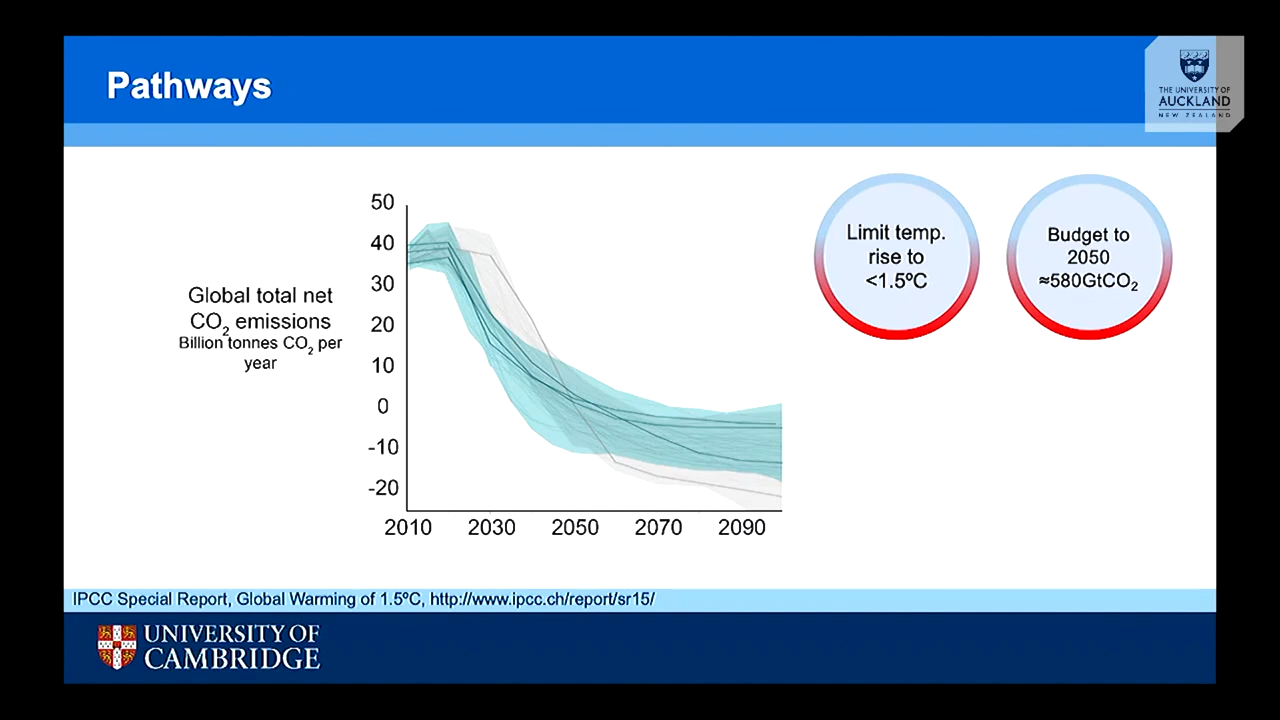 Pathways
THE UNIVERSITY OF
AUCKLAND
NEW ZEALAND
50
40
30
20
10
0
-10
-20
2010
2030
2050
2070
2090
Global total net
CO₂ emissions
Billion tonnes CO₂ per
year
Limit temp.
rise to
<1.5ºC
Budget to
2050
≈580GtCO₂
IPCC Special Report, Global Warming of 1.5ºC, http://www.ipcc.ch/report/sr15/
UNIVERSITY OF
CAMBRIDGE